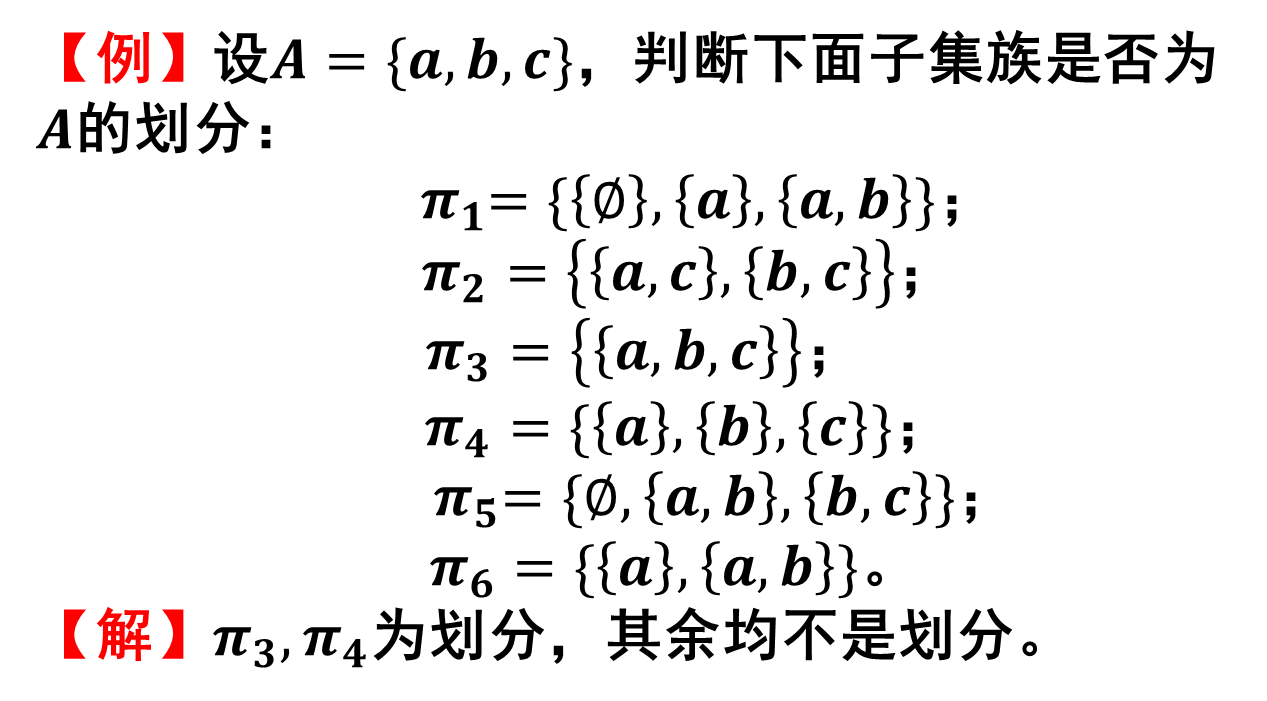 【例】设A = {a, b, c}，判断下面子集族是否为
A的划分：
π₁= {{∅}, {a}, {a, b}}；
π₂ = {{a, c}, {b, c}}；
π₃ = {{a, b, c}}；
π₄ = {{a}, {b}, {c}}；
π₅= {∅, {a, b}, {b, c}}；
π₆ = {{a}, {a, b}}。
【解】π₃, π₄为划分，其余均不是划分。